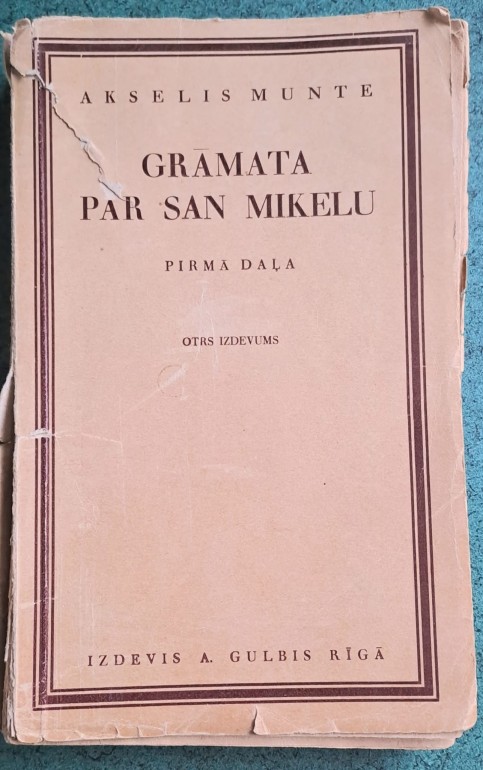 AKSELIS MUNTE
GRĀMATA
PAR SAN MIKELU
PIRMĀ DAĻA
OTRS IZDEVUMS
IZDEVIS A. GULBIS RĪGĀ